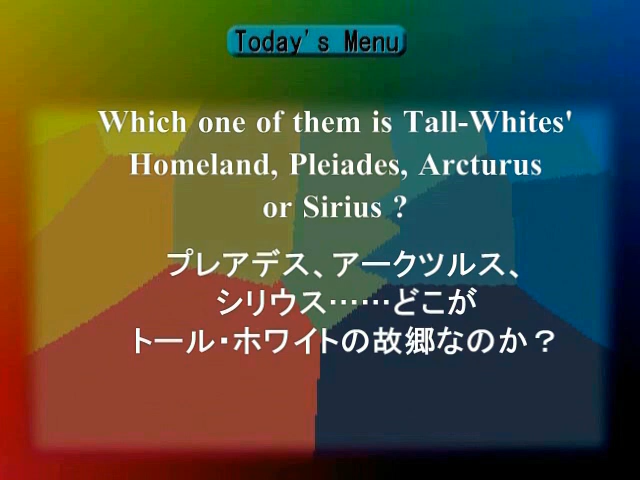 Today's Menu
Which one of them is Tall-Whites'
Homeland, Pleiades, Arcturus
or Sirius ?
プレアデス、アークツルス、
シリウス……どこが
トール・ホワイトの故郷なのか？